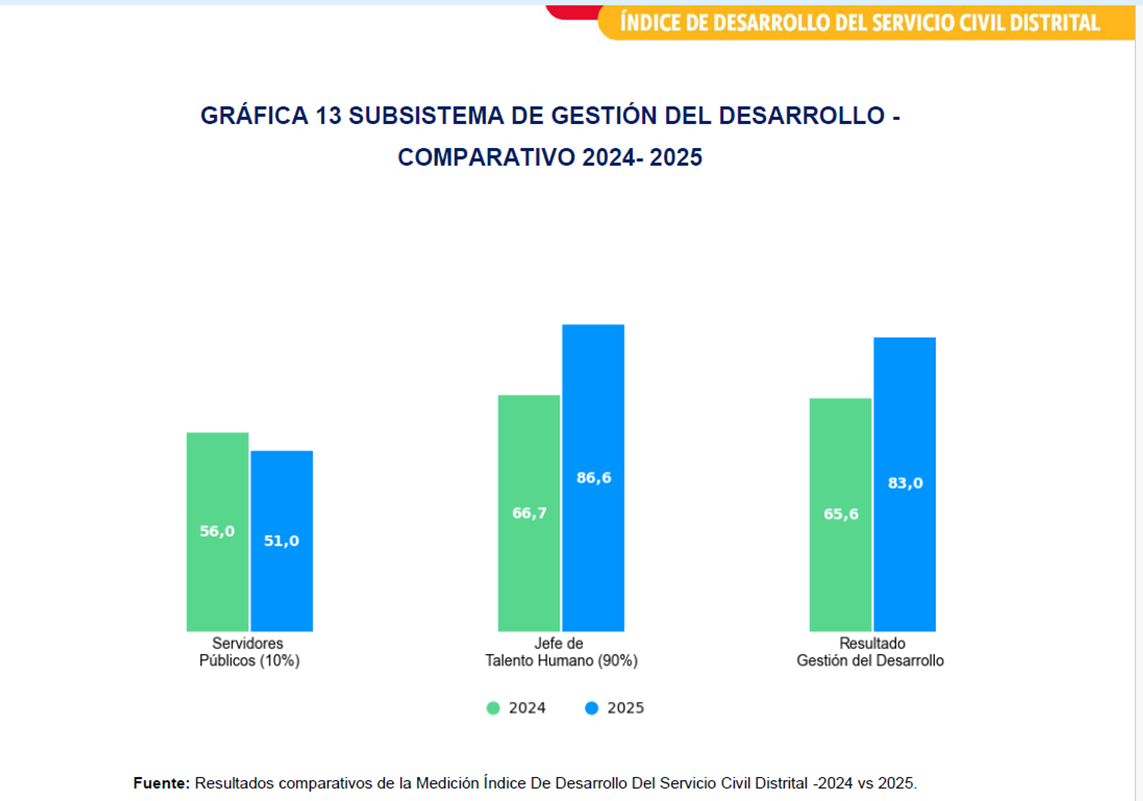 ÍNDICE DE DESARROLLO DEL SERVICIO CIVIL DISTRITAL
GRÁFICA 13 SUBSISTEMA DE GESTIÓN DEL DESARROLLO -
COMPARATIVO 2024- 2025
56,0
51,0
66,7
86,6
65,6
83,0
Servidores
Públicos (10%)
Jefe de
Talento Humano (90%)
Resultado
Gestión del Desarrollo
2024
2025
Fuente: Resultados comparativos de la Medición Índice De Desarrollo Del Servicio Civil Distrital -2024 vs 2025.